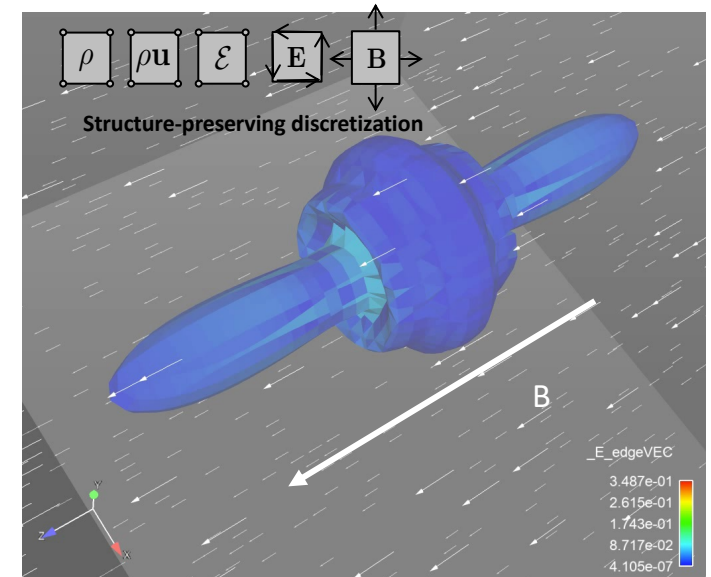 ρ ρu ℰ E B
Structure-preserving discretization
B
_E_edgeVEC
3.487e-01
2.615e-01
1.743e-01
8.717e-02
4.105e-07
Y
Z
X